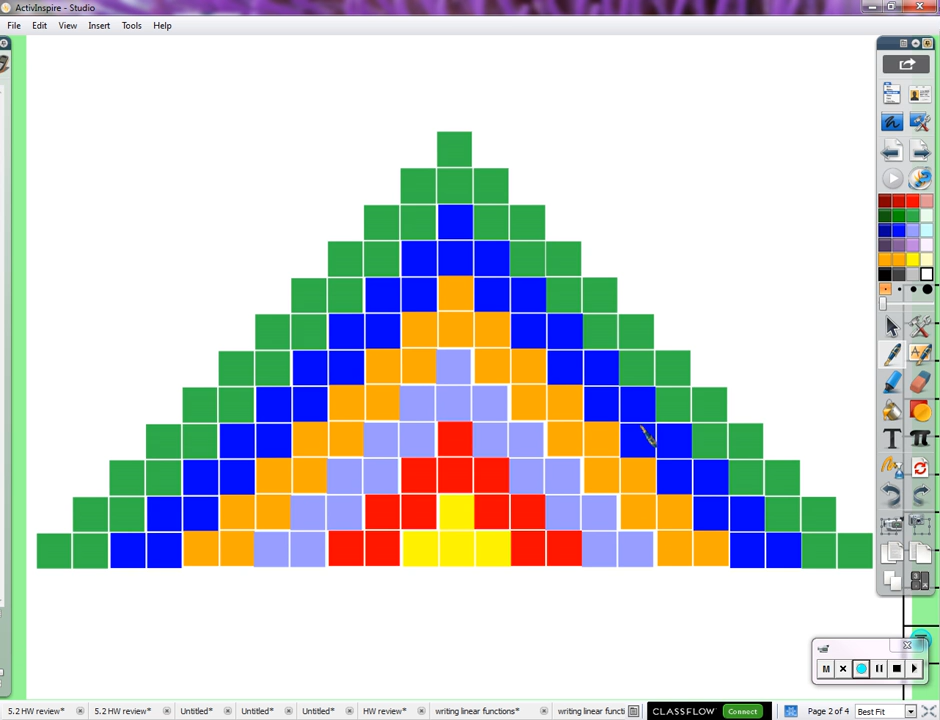 ActivInspire - Studio
File Edit View Insert Tools Help
T π
M
5.2 HW review* 5.2 HW review* Untitled* Untitled* Untitled* HW review* writing linear functions* writing linear functi CLASSFLOW Connect Page 2 of 4 Best Fit